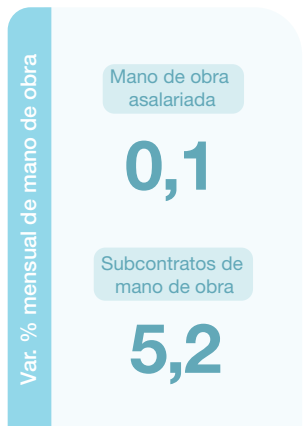 Var. % mensual de mano de obra
Mano de obra
asalariada
0,1
Subcontratos de
mano de obra
5,2